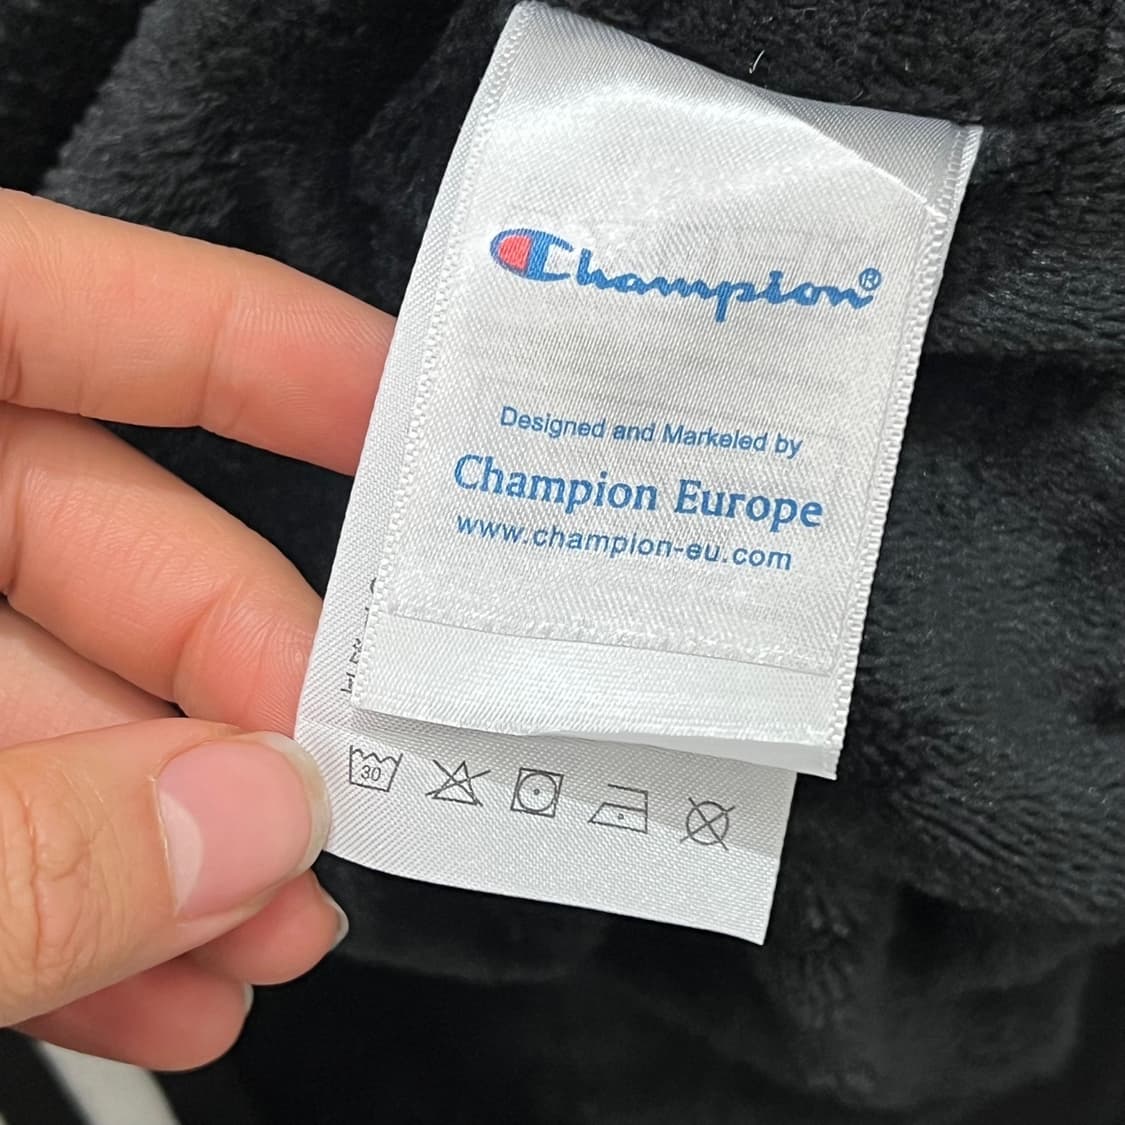 Champion®
Designed and Markeled by
Champion Europe
www.champion-eu.com
30